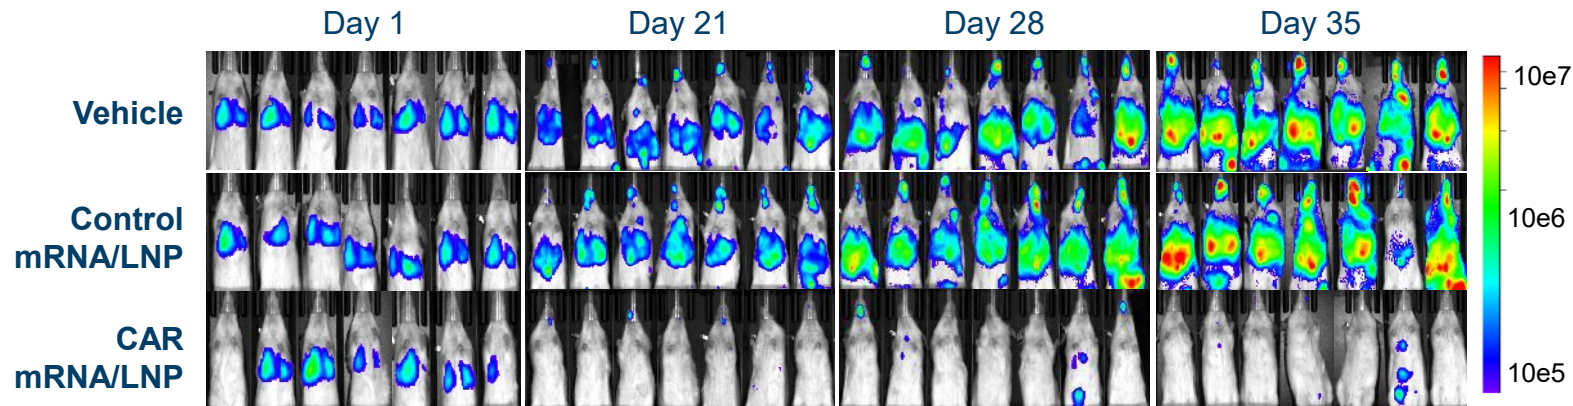 Day 1
Day 21
Day 28
Day 35
Vehicle
Control
mRNA/LNP
CAR
mRNA/LNP
10e7
10e6
10e5